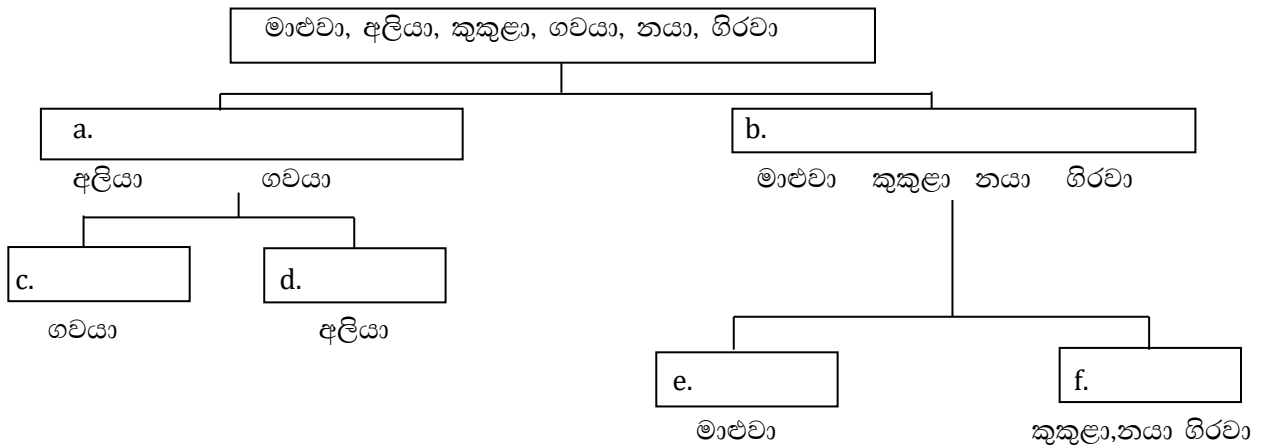 මාළුවා, අලියා, කුකුළා, ගවයා, නයා, ගිරවා
a.
b.
අලියා ගවයා
මාළුවා කුකුළා නයා ගිරවා
c.
d.
ගවයා
අලියා
e.
f.
මාළුවා
කුකුළා,නයා ගිරවා